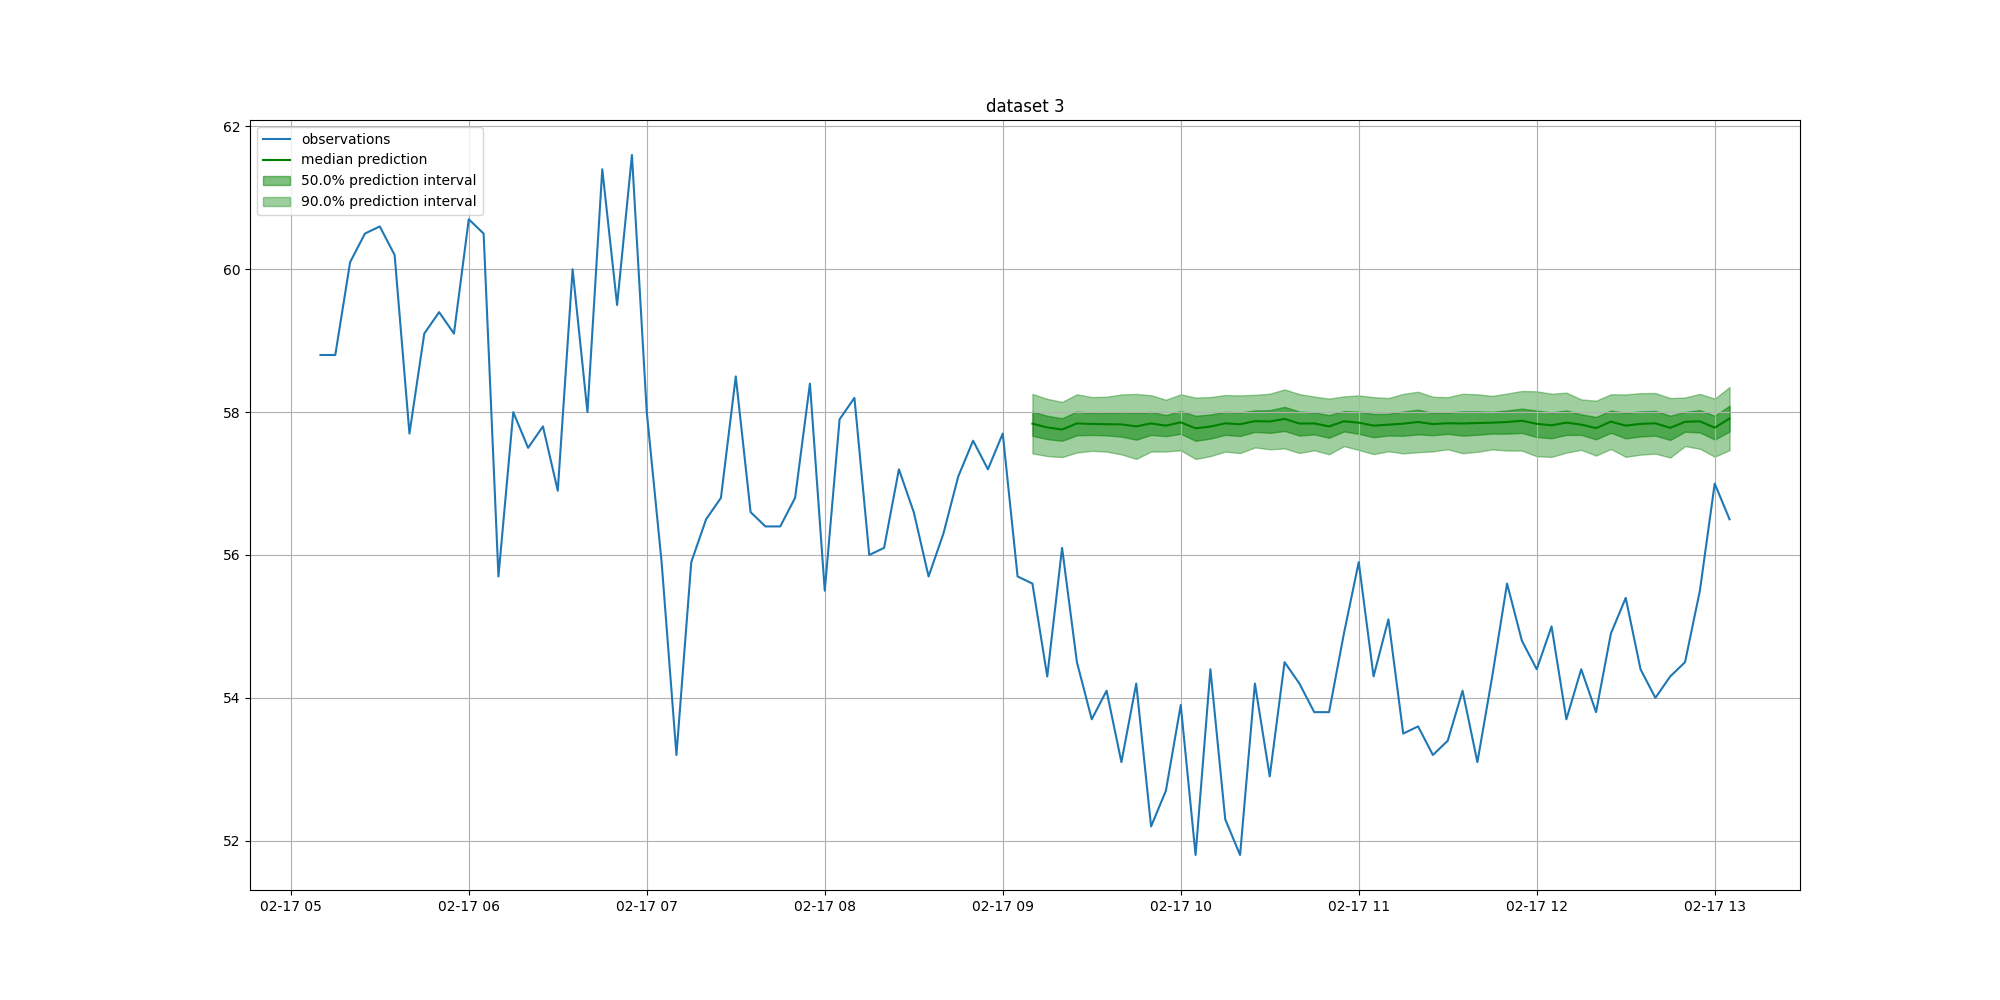 dataset 3
62
observations
median prediction
50.0% prediction interval
90.0% prediction interval
60
58
56
54
52
02-17 05 02-17 06 02-17 07 02-17 08 02-17 09 02-17 10 02-17 11 02-17 12 02-17 13